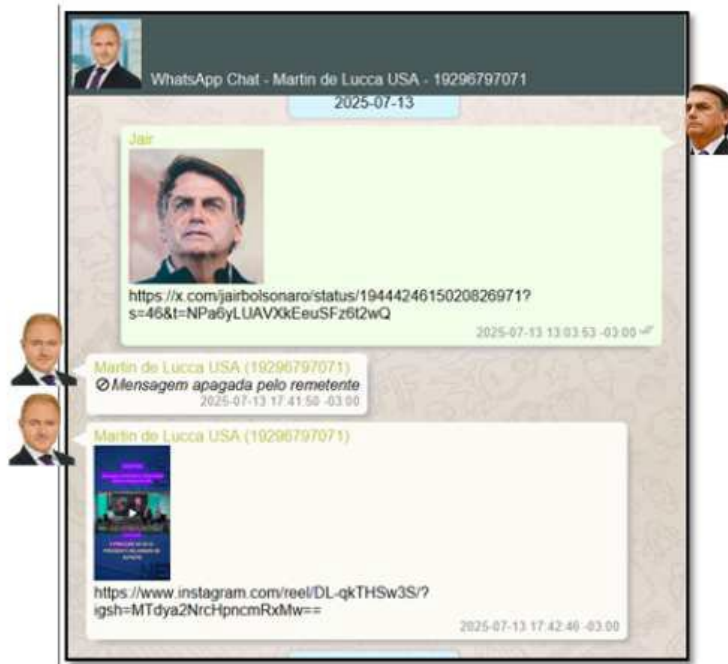 WhatsApp Chat - Martin de Lucca USA - 19296797071
2025-07-13
Jair
https://x.com/jairbolsonaro/status/1944424615020826971?
s=46&t=NPa6yLUAVXkEeuSFz6t2wQ
2025-07-13 13:03:53 -03:00
Martin de Lucca USA (19296797071)
Mensagem apagada pelo remetente
2025-07-13 17:41:50 -03:00
Martin de Lucca USA (19296797071)
https://www.instagram.com/reel/DL-qkTHSw3S/?
igsh=MTdya2NrcHpncmRxMw==
2025-07-13 17:42:46 -03:00